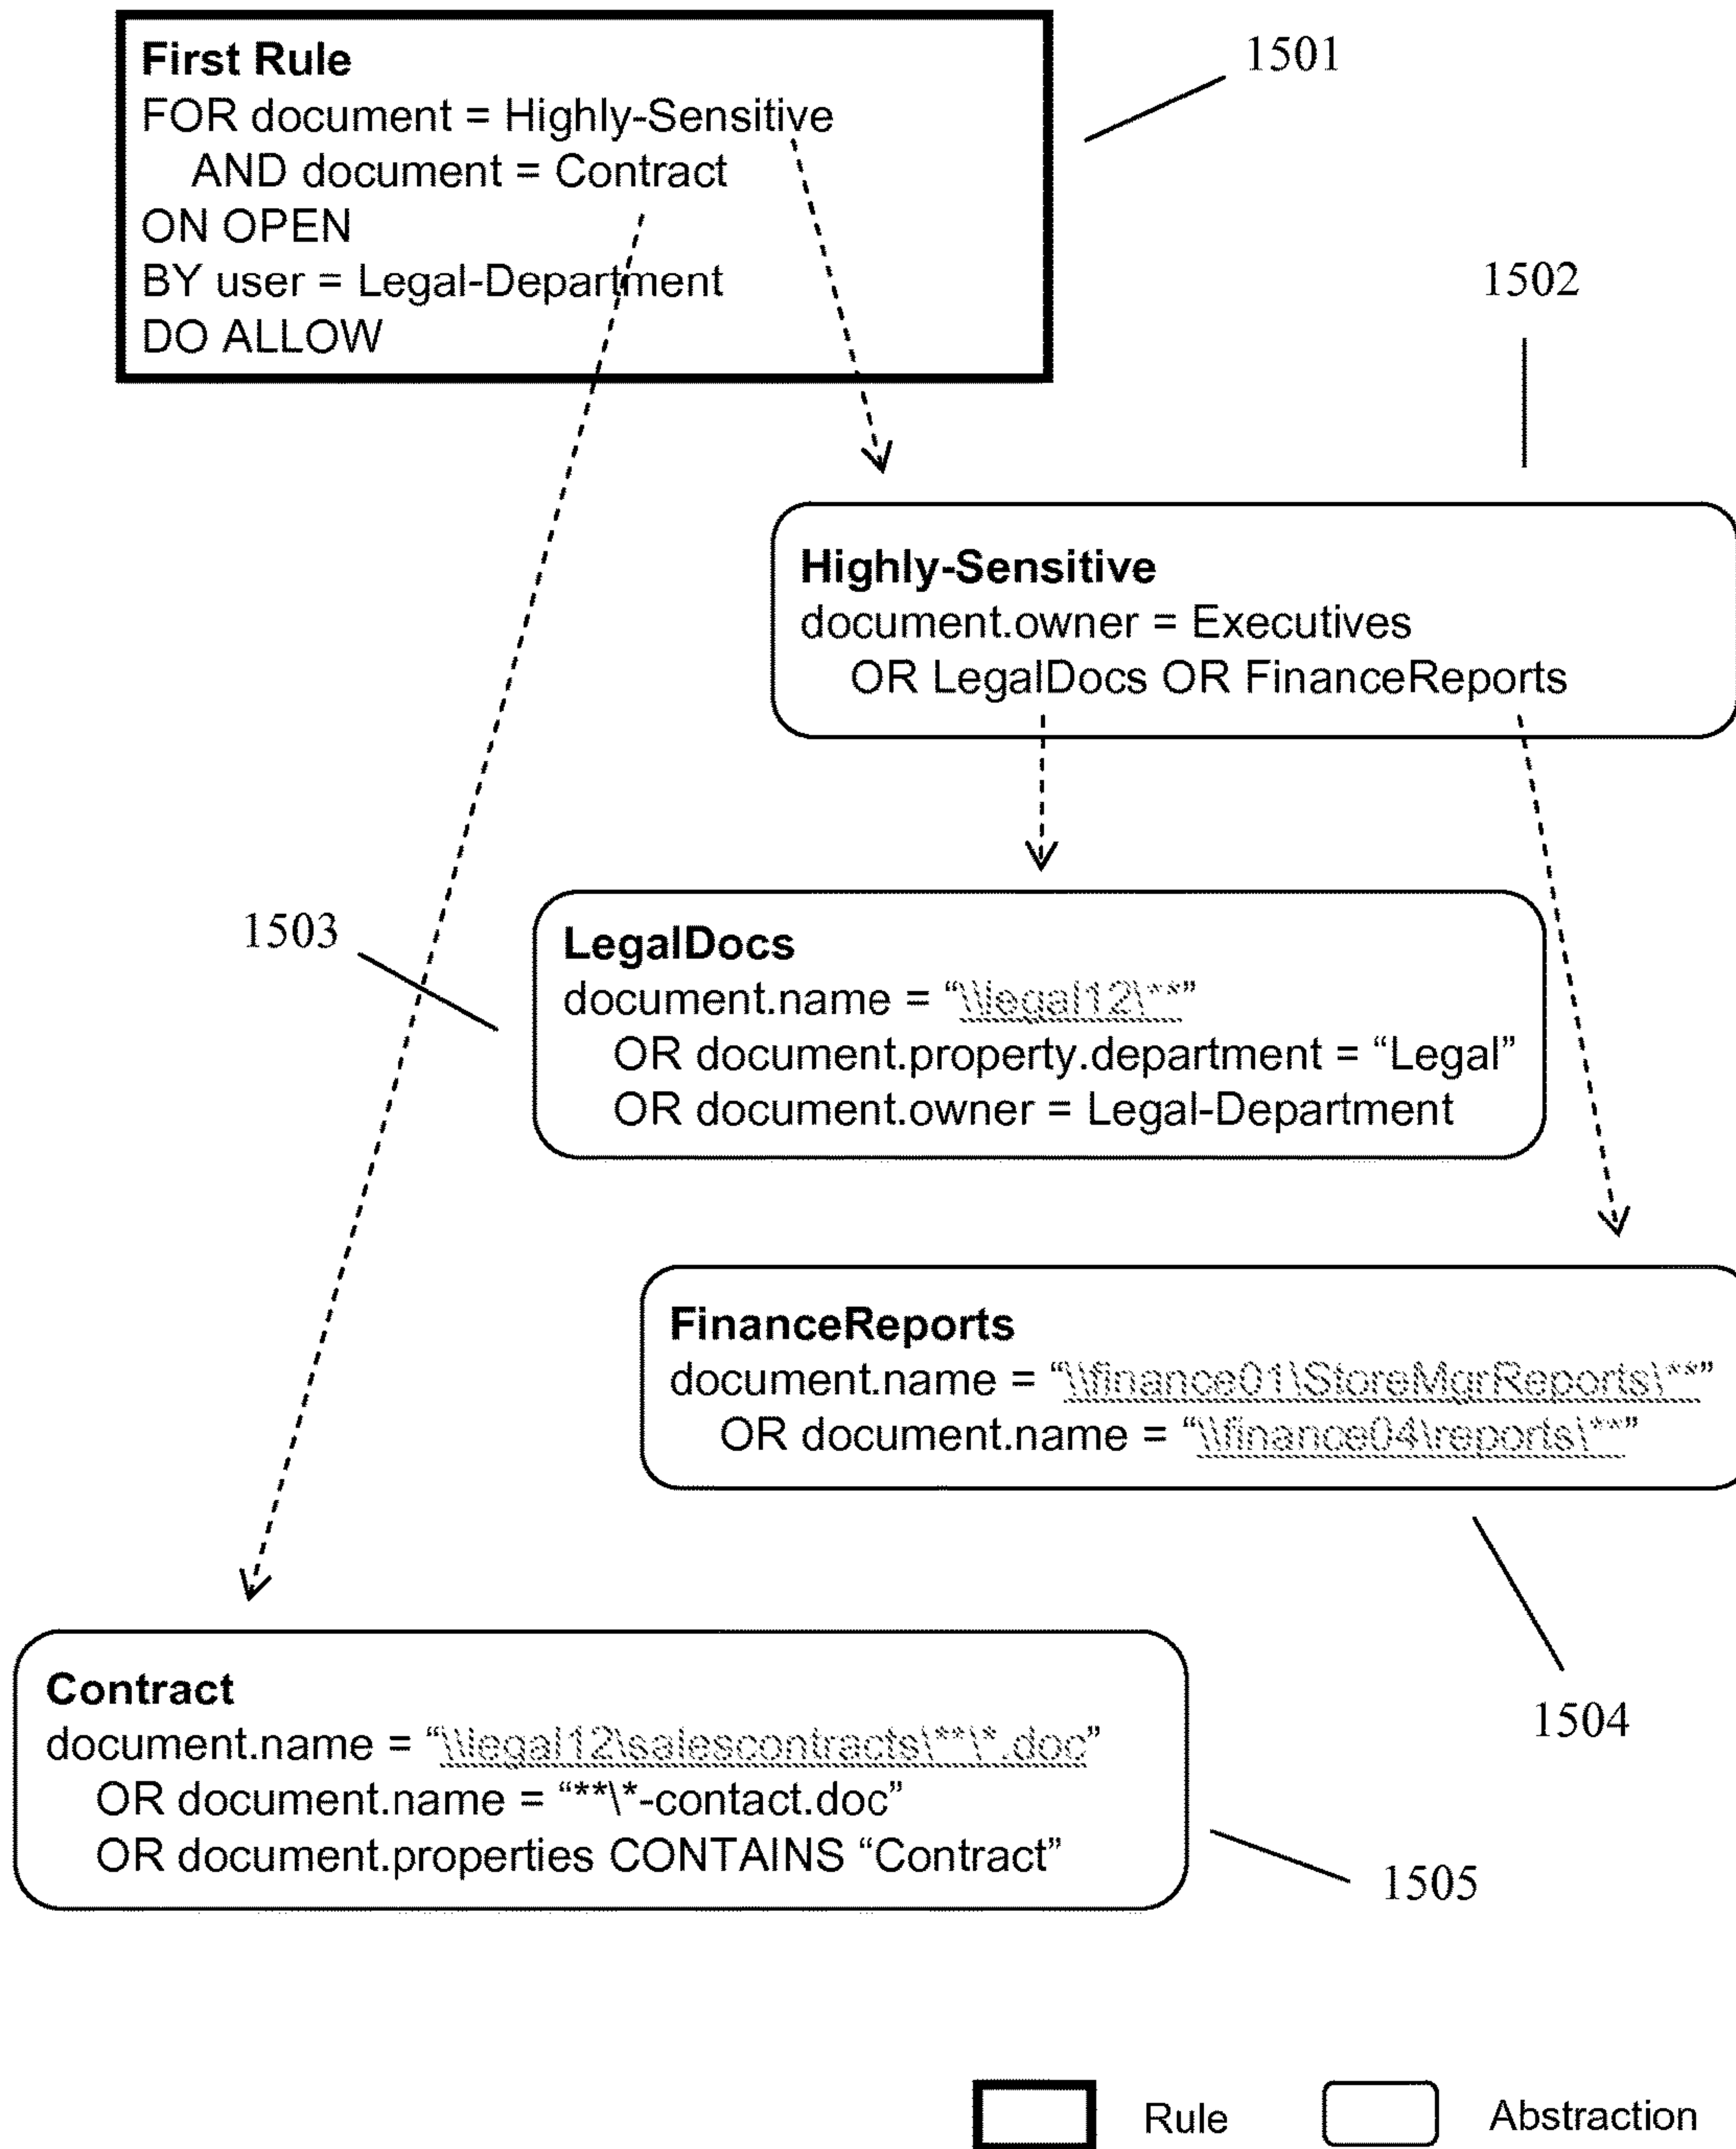 First Rule
FOR document = Highly-Sensitive
AND document = Contract
ON OPEN
BY user = Legal-Department
DO ALLOW
1501
1502
Highly-Sensitive
document.owner = Executives
OR LegalDocs OR FinanceReports
1503
LegalDocs
document.name = “\\legal12\**”
OR document.property.department = “Legal”
OR document.owner = Legal-Department
FinanceReports
document.name = “\\finance01\StoreMgrReports\**”
OR document.name = “\\finance04\reports\**”
1504
Contract
document.name = “\\legal12\salescontracts\**\*.doc”
OR document.name = “**\*-contact.doc”
OR document.properties CONTAINS “Contract”
1505
Rule
Abstraction